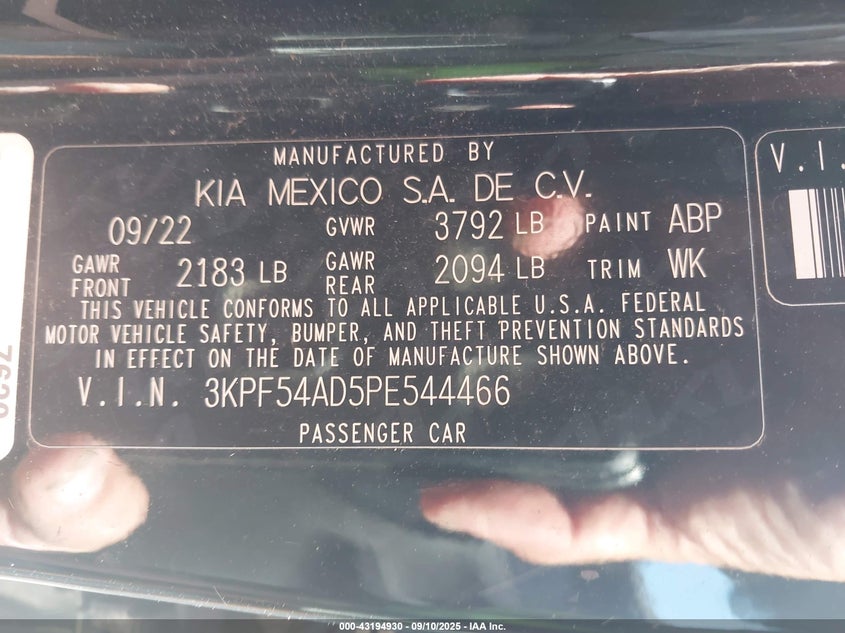 MANUFACTURED BY
KIA MEXICO S.A. DE C.V.
09/22 GVWR 3792 LB PAINT ABP
GAWR FRONT 2183 LB GAWR REAR 2094 LB TRIM WK
THIS VEHICLE CONFORMS TO ALL APPLICABLE U.S.A. FEDERAL
MOTOR VEHICLE SAFETY, BUMPER, AND THEFT PREVENTION STANDARDS
IN EFFECT ON THE DATE OF MANUFACTURE SHOWN ABOVE.
V.I.N. 3KPF54AD5PE544466
PASSENGER CAR
V.I.
000-43194930 - 09/10/2025 - IAA Inc.